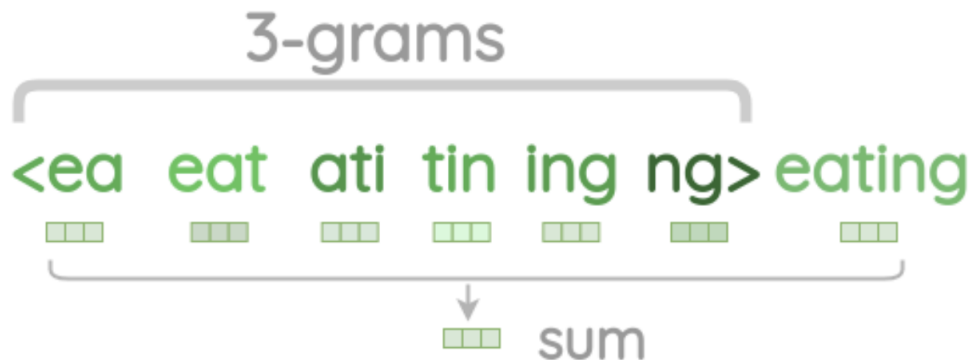 3-grams
<ea eat ati tin ing ng> eating
sum